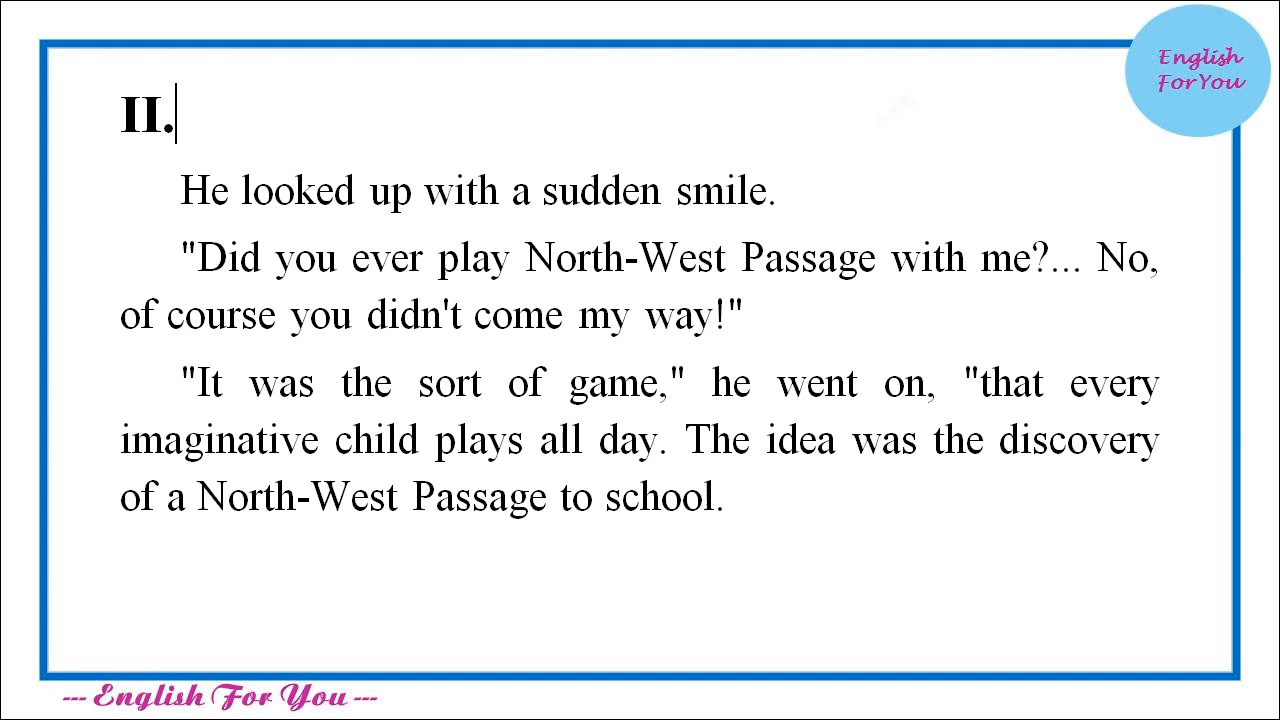 English
For You
II.
He looked up with a sudden smile.
"Did you ever play North-West Passage with me?... No,
of course you didn't come my way!"
"It was the sort of game," he went on, "that every
imaginative child plays all day. The idea was the discovery
of a North-West Passage to school.
--- English For You ---